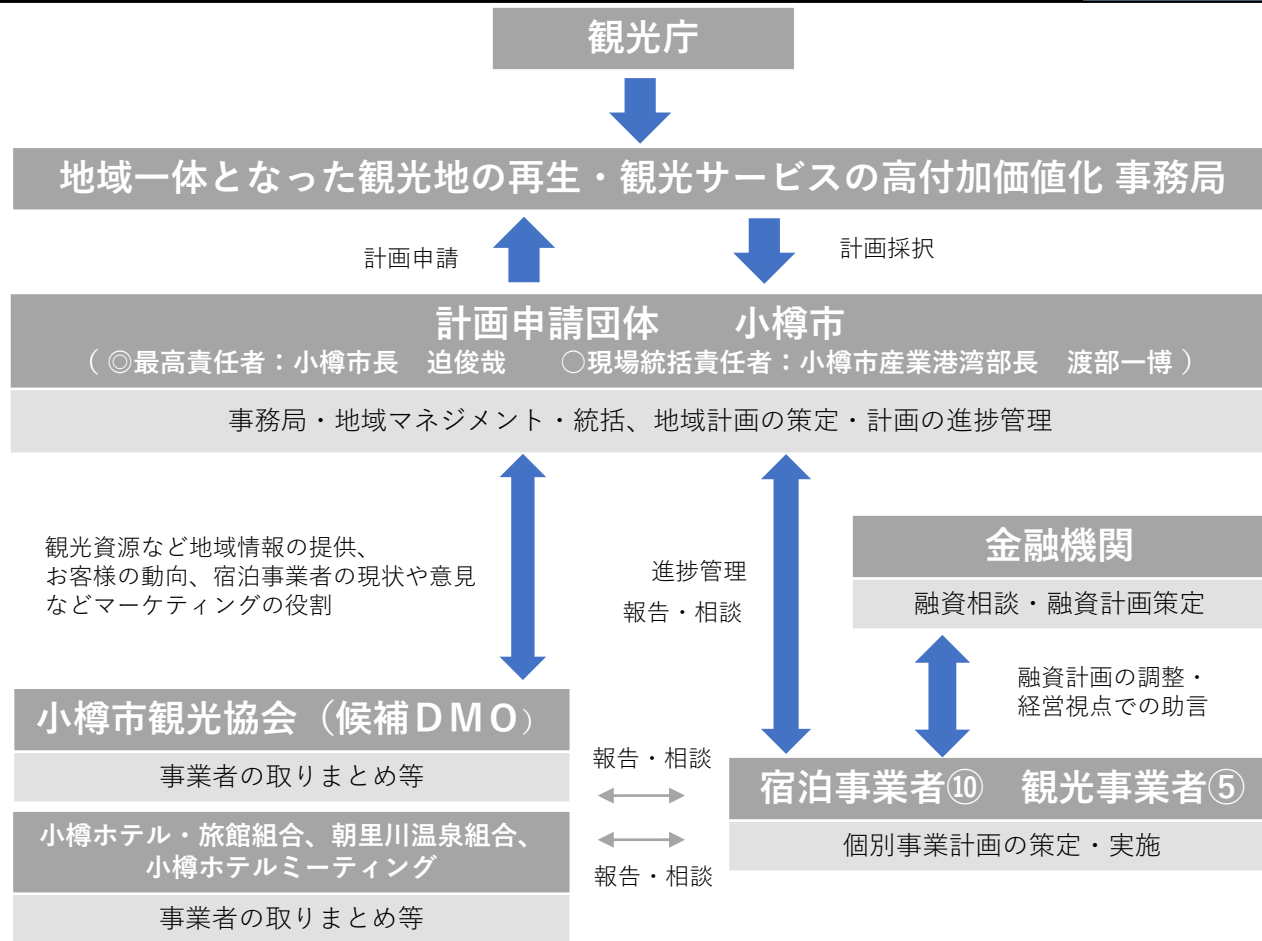 観光庁
地域一体となった観光地の再生・観光サービスの高付加価値化 事務局
計画申請
計画採択
計画申請団体　　小樽市
（ ◎最高責任者：小樽市長　迫俊哉　　○現場統括責任者：小樽市産業港湾部長　渡部一博 ）
事務局・地域マネジメント・統括、地域計画の策定・計画の進捗管理
観光資源など地域情報の提供、
お客様の動向、宿泊事業者の現状や意見
などマーケティングの役割
進捗管理
報告・相談
金融機関
融資相談・融資計画策定
融資計画の調整・
経営視点での助言
小樽市観光協会（候補ＤＭＯ）
事業者の取りまとめ等
報告・相談
宿泊事業者⑩　観光事業者⑤
個別事業計画の策定・実施
小樽ホテル・旅館組合、朝里川温泉組合、
小樽ホテルミーティング
事業者の取りまとめ等
報告・相談